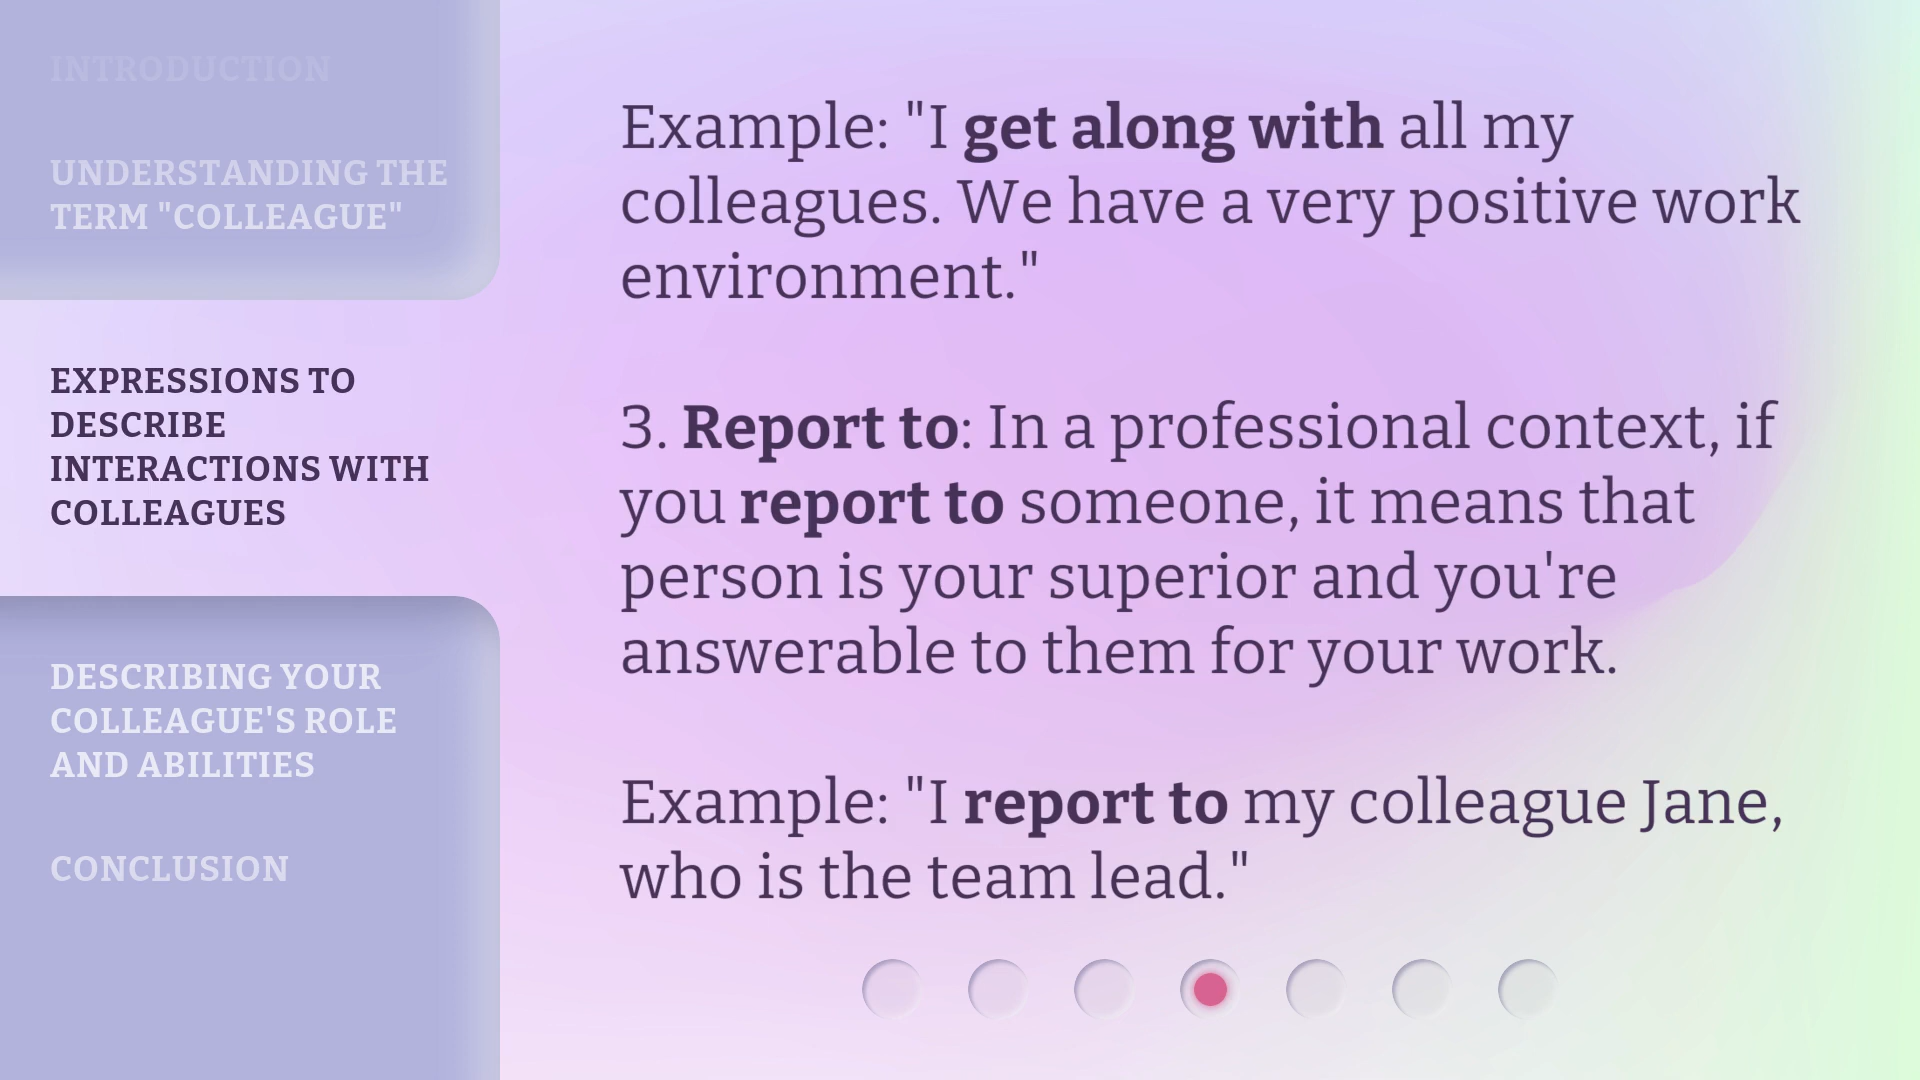 INTRODUCTION
UNDERSTANDING THE
TERM "COLLEAGUE"
EXPRESSIONS TO
DESCRIBE
INTERACTIONS WITH
COLLEAGUES
DESCRIBING YOUR
COLLEAGUE'S ROLE
AND ABILITIES
CONCLUSION
Example: "I get along with all my
colleagues. We have a very positive work
environment."
3. Report to: In a professional context, if
you report to someone, it means that
person is your superior and you're
answerable to them for your work.
Example: "I report to my colleague Jane,
who is the team lead."